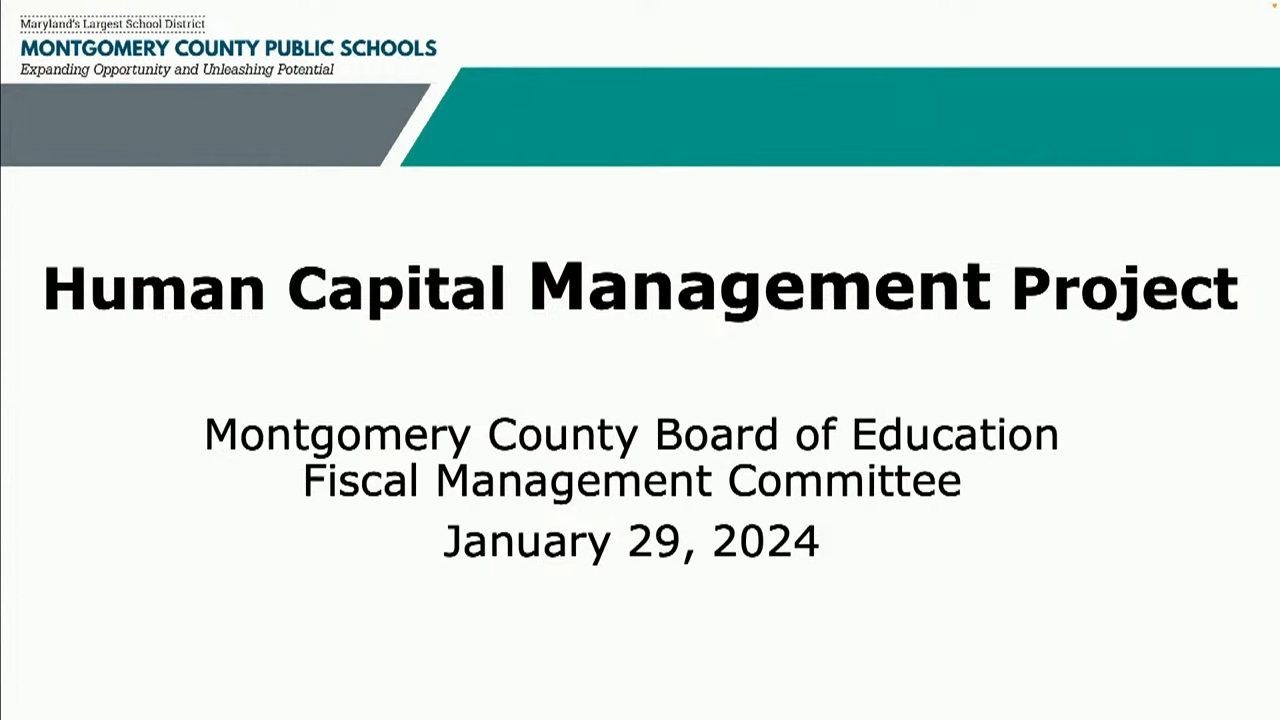 Maryland's Largest School District
MONTGOMERY COUNTY PUBLIC SCHOOLS
Expanding Opportunity and Unleashing Potential
Human Capital Management Project
Montgomery County Board of Education
Fiscal Management Committee
January 29, 2024